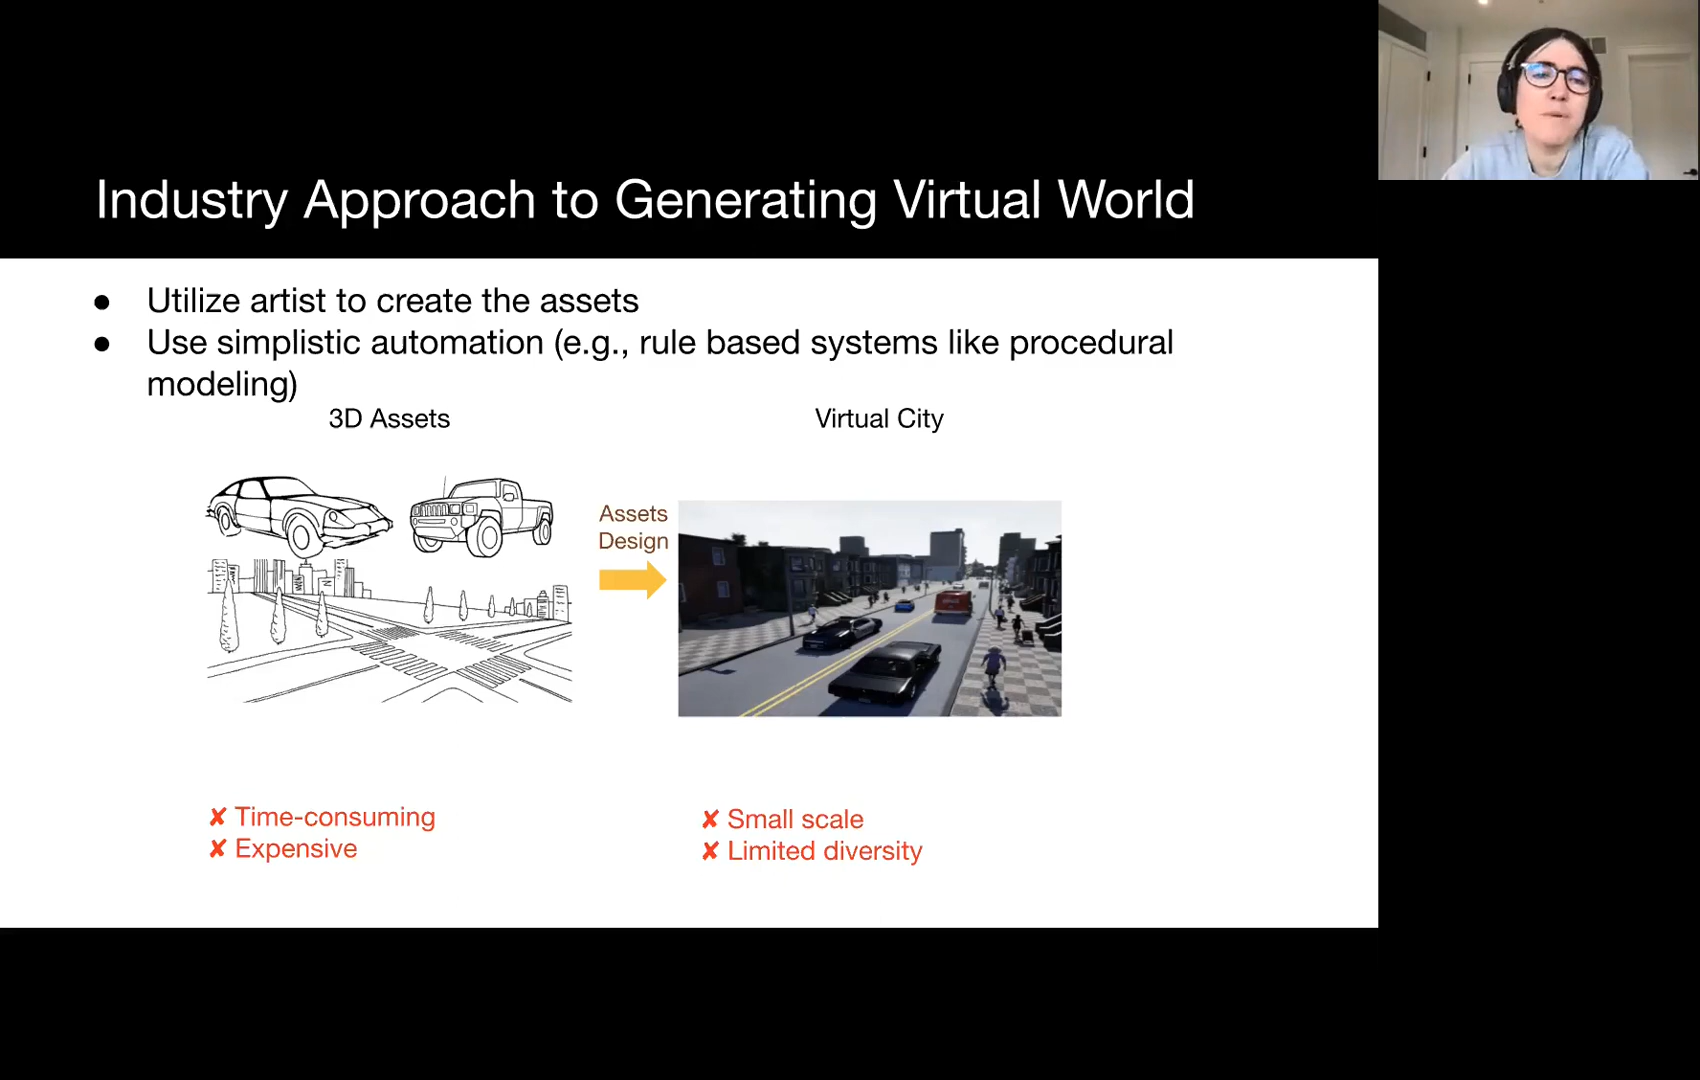 Industry Approach to Generating Virtual World
● Utilize artist to create the assets
● Use simplistic automation (e.g., rule based systems like procedural
modeling)
3D Assets
Virtual City
Assets
Design
✘ Time-consuming
✘ Expensive
✘ Small scale
✘ Limited diversity